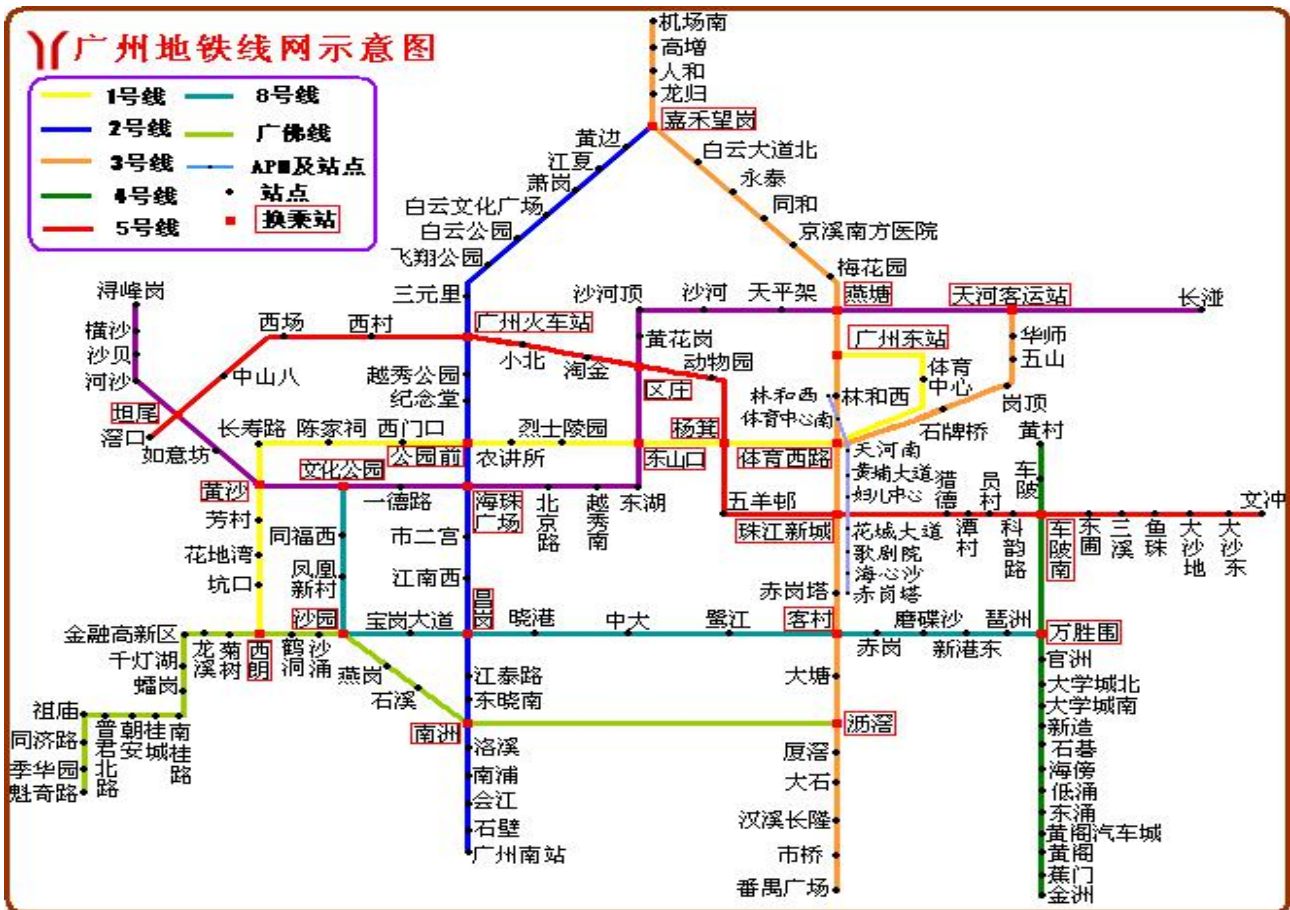 广州地铁线网示意图
1号线
8号线
2号线
广佛线
3号线
APM及站点
4号线
站点
5号线
换乘站
机场南
高增
人和
龙归
嘉禾望岗
黄边
江夏
萧岗
白云文化广场
白云公园
飞翔公园
三元里
白云大道北
永泰
同和
京溪南方医院
梅花园
燕塘
浔峰岗
横沙
沙贝
河沙
坦尾
滘口
中山八
西场
西村
广州火车站
小北
淘金
区庄
动物园
沙河顶
沙河
天平架
天河客运站
长湴
黄花岗
广州东站
华师
五山
体育中心
林和西
林和西
体育中心南
岗顶
石牌桥
越秀公园
纪念堂
如意坊
长寿路
陈家祠
西门口
公园前
农讲所
烈士陵园
东山口
杨箕
体育西路
天河南
黄埔大道
妇儿中心
花城大道
歌剧院
海心沙
赤岗塔
黄村
车陂
黄沙
文化公园
一德路
海珠广场
北京路
越秀南
东湖
五羊邨
珠江新城
猎德
潭村
员村
科韵路
车陂南
东圃
三溪
鱼珠
大沙地
大沙东
文冲
芳村
花地湾
坑口
同福西
凤凰新村
市二宫
江南西
赤岗塔
金融高新区
龙溪
菊树
西朗
鹤洞
沙涌
沙园
宝岗大道
昌岗
晓港
中大
鹭江
客村
赤岗
磨碟沙
新港东
琶洲
万胜围
千灯湖
蠕岗
祖庙
同济路
季华园
魁奇路
普君北路
朝安
桂城
南桂路
燕岗
石溪
南洲
沥滘
江泰路
东晓南
洛溪
南浦
会江
石壁
广州南站
大塘
厦滘
大石
汉溪长隆
市桥
番禺广场
官洲
大学城北
大学城南
新造
石碁
海傍
低涌
东涌
黄阁汽车城
黄阁
蕉门
金洲